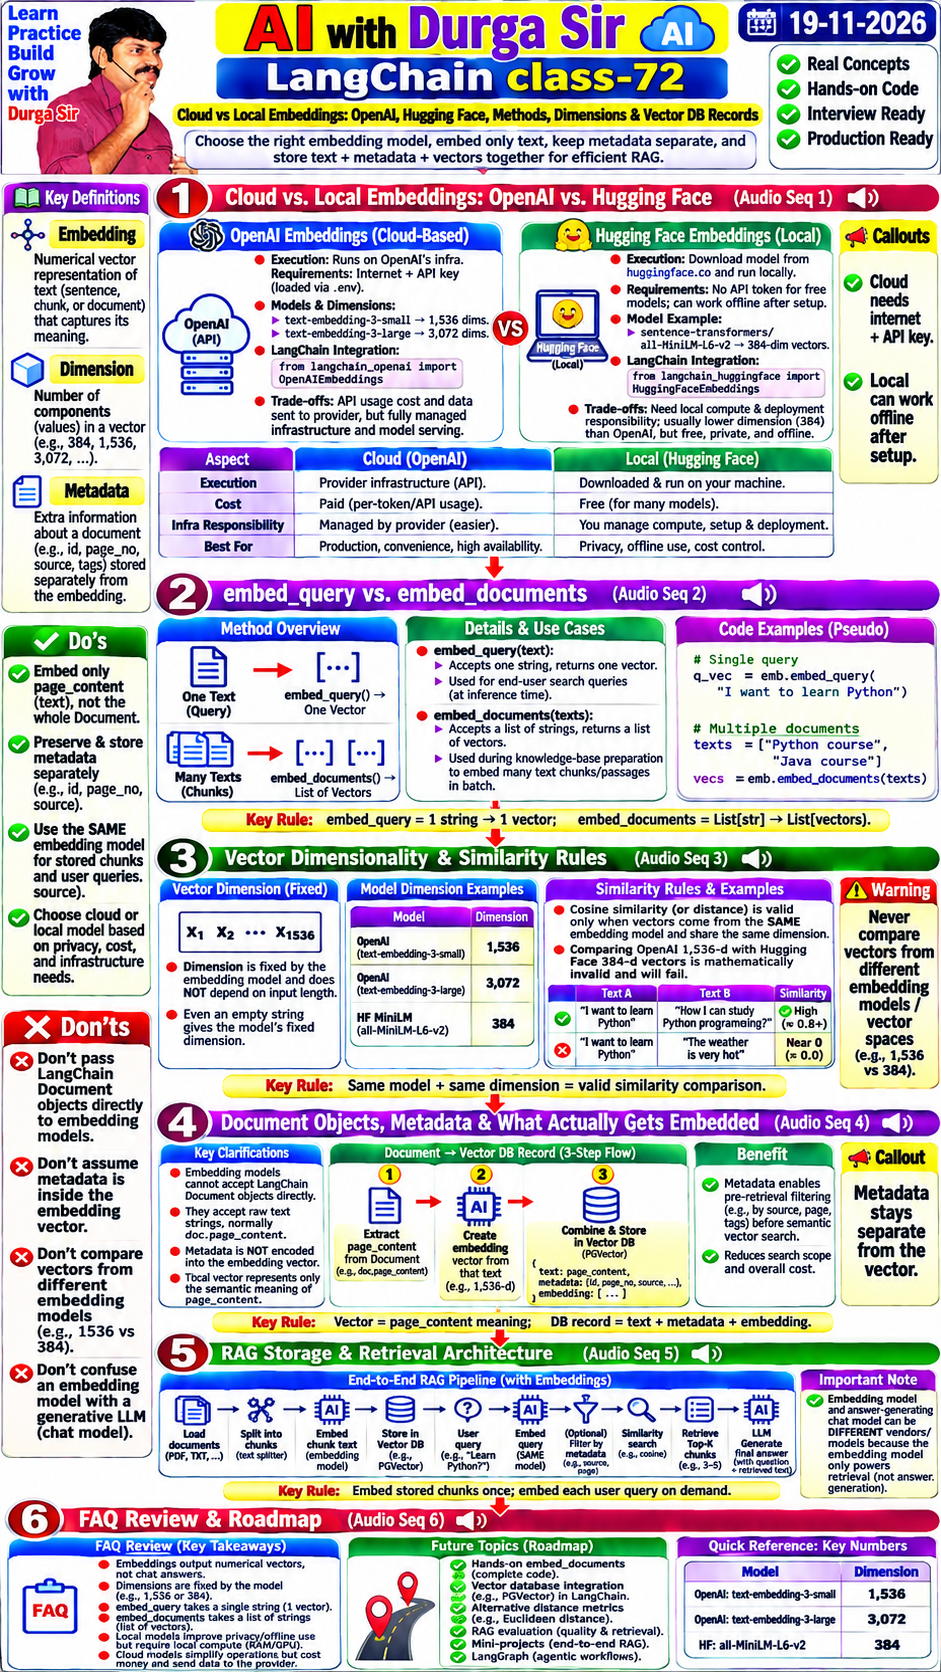 Learn
Practice
Build
Grow
with
Durga Sir
AI with Durga Sir
AI
LangChain class-72
Cloud vs Local Embeddings: OpenAI, Hugging Face, Methods, Dimensions & Vector DB Records
Choose the right embedding model, embed only text, keep metadata separate, and
store text + metadata + vectors together for efficient RAG.
19-11-2026
Real Concepts
Hands-on Code
Interview Ready
Production Ready
Key Definitions
Embedding
Numerical vector
representation of
text (sentence,
chunk, or document)
that captures its
meaning.
Dimension
Number of
components
(values) in a vector
(e.g., 384, 1,536,
3,072, ...).
Metadata
Extra information
about a document
(e.g., id, page_no,
source, tags) stored
separately from
the embedding.
Do's
Embed only
page_content
(text), not the
whole Document.
Preserve & store
metadata
separately
(e.g., id, page_no,
source).
Use the SAME
embedding model
for stored chunks
and user queries.
source).
Choose cloud or
local model based
on privacy, cost,
and infrastructure
needs.
Don'ts
Don't pass
LangChain
Document
objects directly
to embedding
models.
Don't assume
metadata is
inside the
embedding
vector.
Don't compare
vectors from
different
embedding
models
(e.g., 1536 vs
384).
Don't confuse
an embedding
model with a
generative LLM
(chat model).
1 Cloud vs. Local Embeddings: OpenAI vs. Hugging Face (Audio Seq 1)
OpenAI Embeddings (Cloud-Based)
OpenAI
(API)
Execution: Runs on OpenAI's infra.
Requirements: Internet + API key
(loaded via .env).
Models & Dimensions:
text-embedding-3-small → 1,536 dims.
text-embedding-3-large → 3,072 dims.
LangChain Integration:
from langchain_openai import
OpenAIEmbeddings
Trade-offs: API usage cost and data
sent to provider, but fully managed
infrastructure and model serving.
VS
Hugging Face Embeddings (Local)
Hugging Face
(Local)
Execution: Download model from
huggingface.co and run locally.
Requirements: No API token for free
models; can work offline after setup.
Model Example:
sentence-transformers/
all-MiniLM-L6-v2 → 384-dim vectors.
LangChain Integration:
from langchain_huggingface import
HuggingFaceEmbeddings
Trade-offs: Need local compute & deployment
responsibility; usually lower dimension (384)
than OpenAI, but free, private, and offline.
Callouts
Cloud
needs
internet
+ API key.
Local
can work
offline
after
setup.
Aspect Cloud (OpenAI) Local (Hugging Face)
Execution Provider infrastructure (API). Downloaded & run on your machine.
Cost Paid (per-token/API usage). Free (for many models).
Infra Responsibility Managed by provider (easier). You manage compute, setup & deployment.
Best For Production, convenience, high availability. Privacy, offline use, cost control.
2 embed_query vs. embed_documents (Audio Seq 2)
Method Overview
One Text
(Query)
[...]
embed_query() →
One Vector
Many Texts
(Chunks)
[...] [...]
embed_documents() →
List of Vectors
Details & Use Cases
embed_query(text):
Accepts one string, returns one vector.
Used for end-user search queries
(at inference time).
embed_documents(texts):
Accepts a list of strings, returns a list
of vectors.
Used during knowledge-base preparation
to embed many text chunks/passages
in batch.
Code Examples (Pseudo)
# Single query
q_vec = emb.embed_query(
"I want to learn Python")
# Multiple documents
texts = ["Python course",
"Java course"]
vecs = emb.embed_documents(texts)
Key Rule: embed_query = 1 string → 1 vector; embed_documents = List[str] → List[vectors].
3 Vector Dimensionality & Similarity Rules (Audio Seq 3)
Vector Dimension (Fixed)
X1 X2 ... X1536
Dimension is fixed by the
embedding model and does
NOT depend on input length.
Even an empty string
gives the model's fixed
dimension.
Model Dimension Examples
Model Dimension
OpenAI
(text-embedding-3-small) 1,536
OpenAI
(text-embedding-3-large) 3,072
HF MiniLM
(all-MiniLM-L6-v2) 384
Similarity Rules & Examples
Cosine similarity (or distance) is valid
only when vectors come from the SAME
embedding model and share the same dimension.
Comparing OpenAI 1,536-d with Hugging
Face 384-d vectors is mathematically
invalid and will fail.
Text A Text B Similarity
"I want to learn Python" "How I can study Python programing?" High (≈ 0.8+)
"I want to learn Python" "The weather is very hot" Near 0 (≈ 0.0)
Warning
Never
compare
vectors from
different
embedding
models /
vector
spaces
(e.g., 1,536
vs 384).
Key Rule: Same model + same dimension = valid similarity comparison.
4 Document Objects, Metadata & What Actually Gets Embedded (Audio Seq 4)
Key Clarifications
Embedding models
cannot accept LangChain
Document objects directly.
They accept raw text
strings, normally
doc.page_content.
Metadata is NOT encoded
into the embedding vector.
Tocal vector represents only
the semantic meaning of
page_content.
Document → Vector DB Record (3-Step Flow)
1
Extract
page_content
from Document
(e.g., doc,page_content)
2
AI
Create
embedding
vector from
that text
(e.g., 1,536-d)
3
Combine & Store
in Vector DB
(PGVector)
{
text: page_content,
metadata: {id, page_no, source, ...},
embedding: [ ... ]
}
Benefit
Metadata enables
pre-retrieval filtering
(e.g., by source, page,
tags) before semantic
vector search.
Reduces search scope
and overall cost.
Callout
Metadata
stays
separate
from the
vector.
Key Rule: Vector = page_content meaning; DB record = text + metadata + embedding.
5 RAG Storage & Retrieval Architecture (Audio Seq 5)
End-to-End RAG Pipeline (with Embeddings)
Load
documents
(PDF, TXT, ...)
Split into
chunks
(text splitter)
AI
Embed
chunk text
(embedding
model)
Store in
Vector DB
(e.g.,
PGVector)
User
query
(e.g., "Learn
Python?")
AI
Embed
query
(SAME
model)
(Optional)
Filter by
metadata
(e.g., source,
page)
Similarity
search
(e.g., cosine)
Retrieve
Top-K
chunks
(e.g., 3-5)
AI
LLM
Generate
final answer
(with question
+ retrieved text)
Important Note
Embedding model
and answer-generating
chat model can be
DIFFERENT vendors/
models because the
embedding model
only powers
retrieval (not answer.
generation).
Key Rule: Embed stored chunks once; embed each user query on demand.
6 FAQ Review & Roadmap (Audio Seq 6)
FAQ Review (Key Takeaways)
FAQ
Embeddings output numerical vectors,
not chat answers.
Dimensions are fixed by the model
(e.g., 1,536 or 384).
embed_query takes a single string (1 vector).
embed_documents takes a list of strings
(list of vectors).
Local models improve privacy/offline use
but require local compute (RAM/GPU).
Cloud models simplify operations but cost
money and send data to the provider.
Future Topics (Roadmap)
Hands-on embed_documents
(complete code).
Vector database integration
(e.g., PGVector) in LangChain.
Alternative distance metrics
(e.g., Euclideen distance).
RAG evaluation (quality & retrieval).
Mini-projects (end-to-end RAG).
LangGraph (agentic workflows).
Quick Reference: Key Numbers
Model Dimension
OpenAI: text-embedding-3-small 1,536
OpenAI: text-embedding-3-large 3,072
HF: all-MiniLM-L6-v2 384